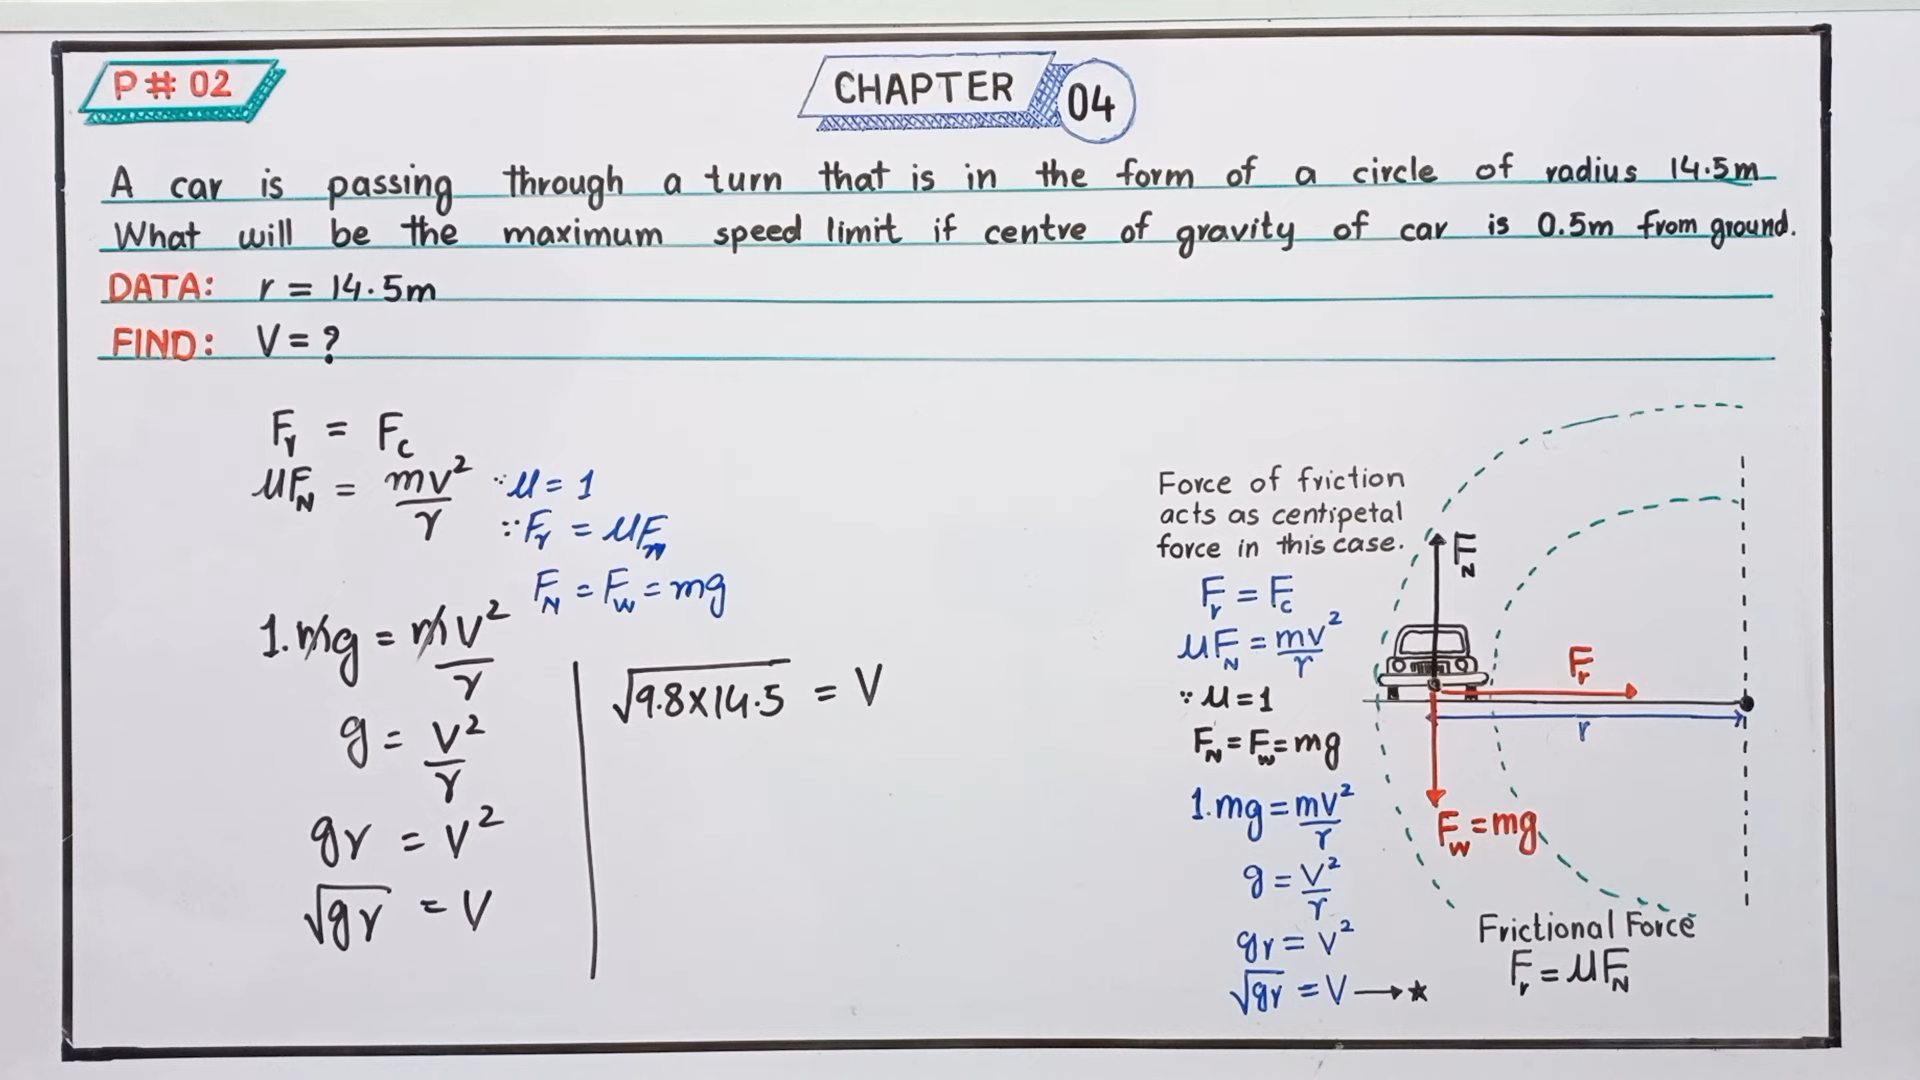 P# 02
CHAPTER 04
A car is passing through a turn that is in the form of a circle of radius 14.5m
What will be the maximum speed limit if centre of gravity of car is 0.5m from ground.
DATA: r = 14.5m
FIND: V = ?
Fr = Fc
μFN = mv²/r ∵ μ = 1
∵ Fr = μFN
FN = Fw = mg
1.mg = mv²/r
g = v²/r
gr = v²
√gr = V
√9.8×14.5 = V
Force of friction
acts as centipetal
force in this case.
Fr = Fc
μFN = mv²/r
∵ μ = 1
FN = Fw = mg
1.mg = mv²/r
g = v²/r
gr = v²
√gr = V → ★
FN
Fr
r
Fw = mg
Frictional Force
Fr = μFN